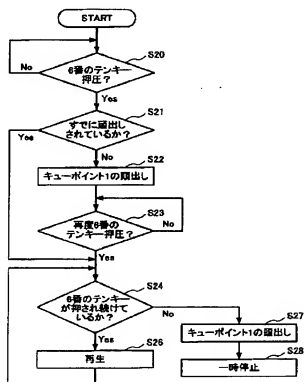 START
S20
6番のテンキー
押圧?
No
Yes
S21
すでに頭出し
されているか?
Yes
No
S22
キューポイント1の頭出し
S23
再度6番の
テンキー押圧?
No
Yes
S24
6番のテンキー
が押され続けて
いるか?
No
Yes
S26
再生
S27
キューポイント1の頭出し
S28
一時停止